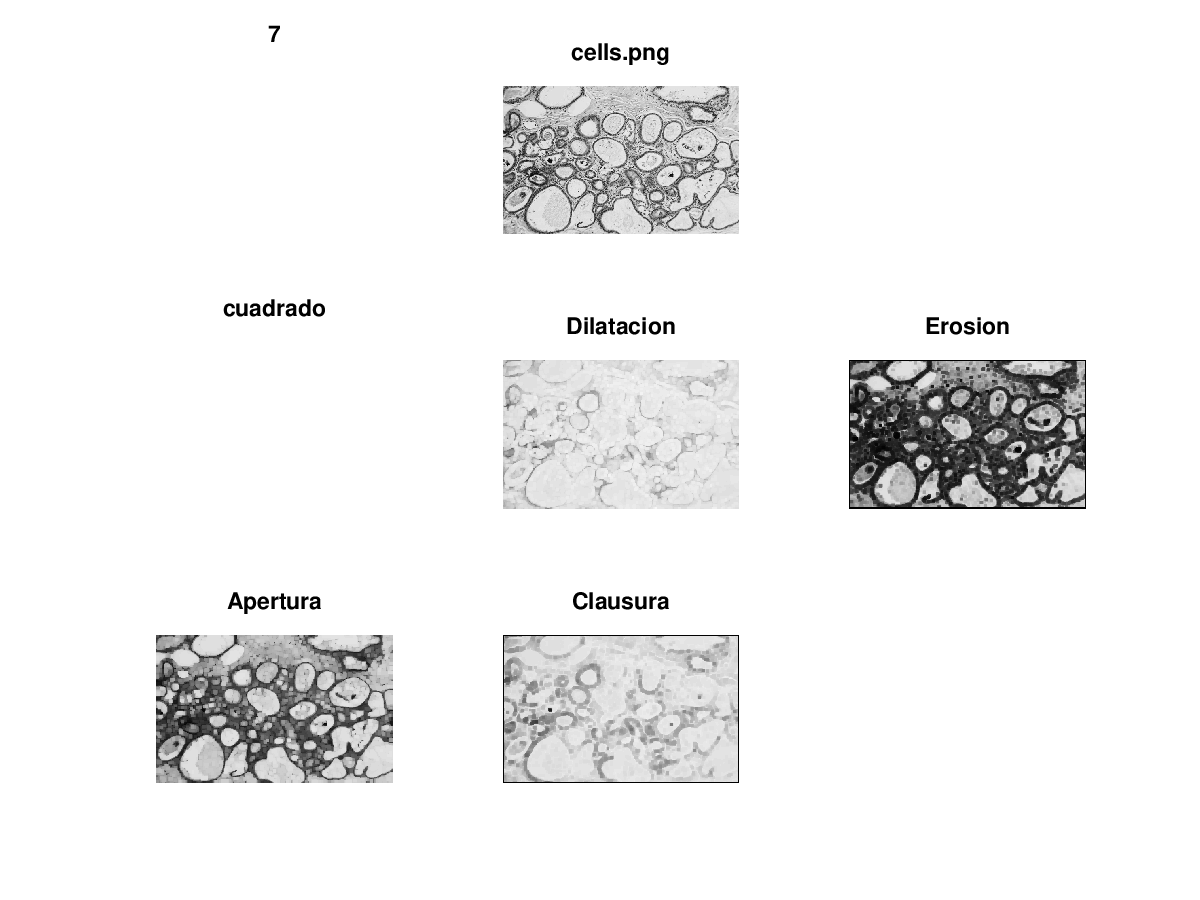 7
cells.png
cuadrado
Dilatacion
Erosion
Apertura
Clausura